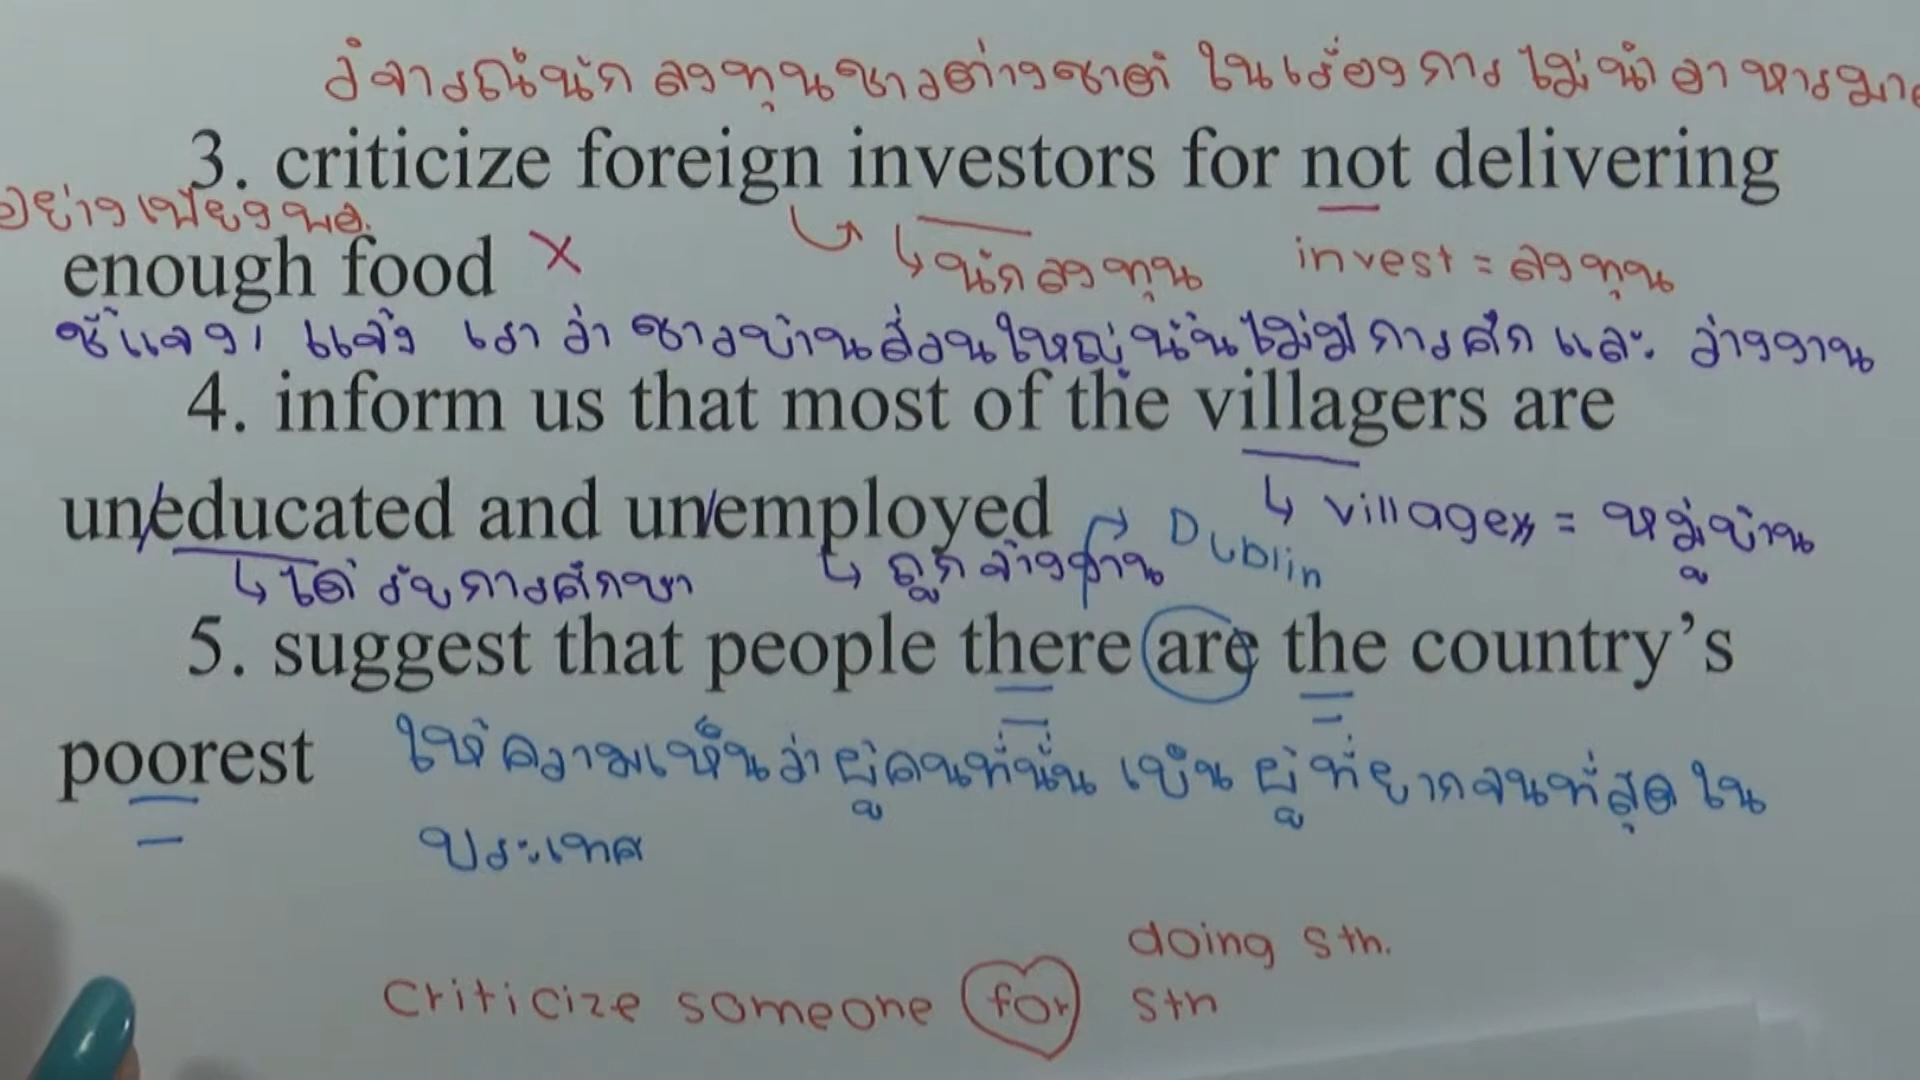 วิจารณ์นักลงทุนชาวต่างชาติ ในเรื่องการ ไม่นำอาหารมา
3. criticize foreign investors for not delivering
อย่างเพียงพอ.
enough food ×
↳ นักลงทุน invest = ลงทุน
ชี้แจง, แจ้ง เราว่า ชาวบ้านส่วนใหญ่นั้นไม่มีการศึก และ ว่างงาน
4. inform us that most of the villagers are
uneducated and unemployed
↳ village = หมู่บ้าน
↳ ได้รับการศึกษา ↳ ถูกจ้างงาน → Dublin
5. suggest that people there are the country's
poorest
ให้ความเห็นว่าผู้คนที่นั่น เป็น ผู้ที่ยากจนที่สุด ใน
ประเทศ
doing sth.
criticize someone for sth